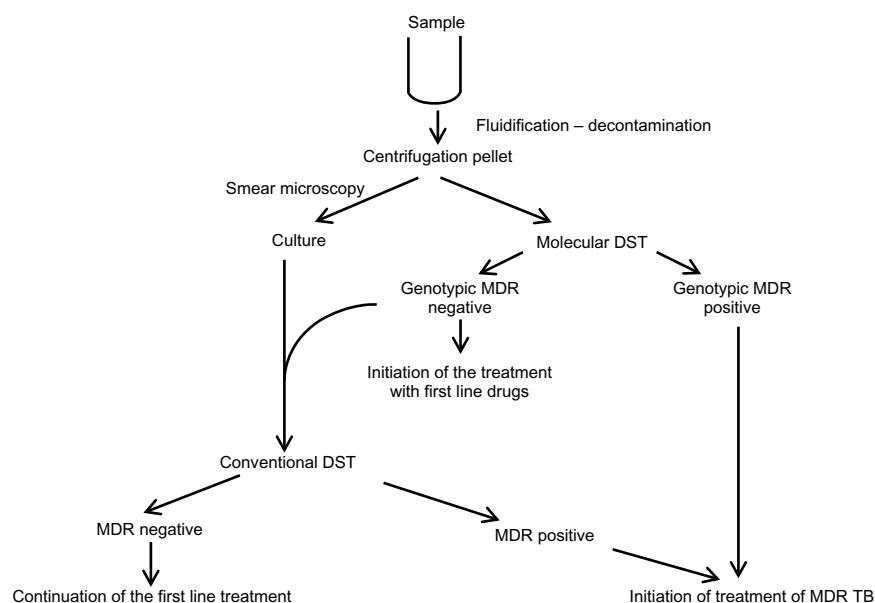 Sample
Fluidification – decontamination
Centrifugation pellet
Smear microscopy
Culture
Molecular DST
Genotypic MDR
negative
Genotypic MDR
positive
Initiation of the treatment
with first line drugs
Conventional DST
MDR negative
MDR positive
Continuation of the first line treatment
Initiation of treatment of MDR TB